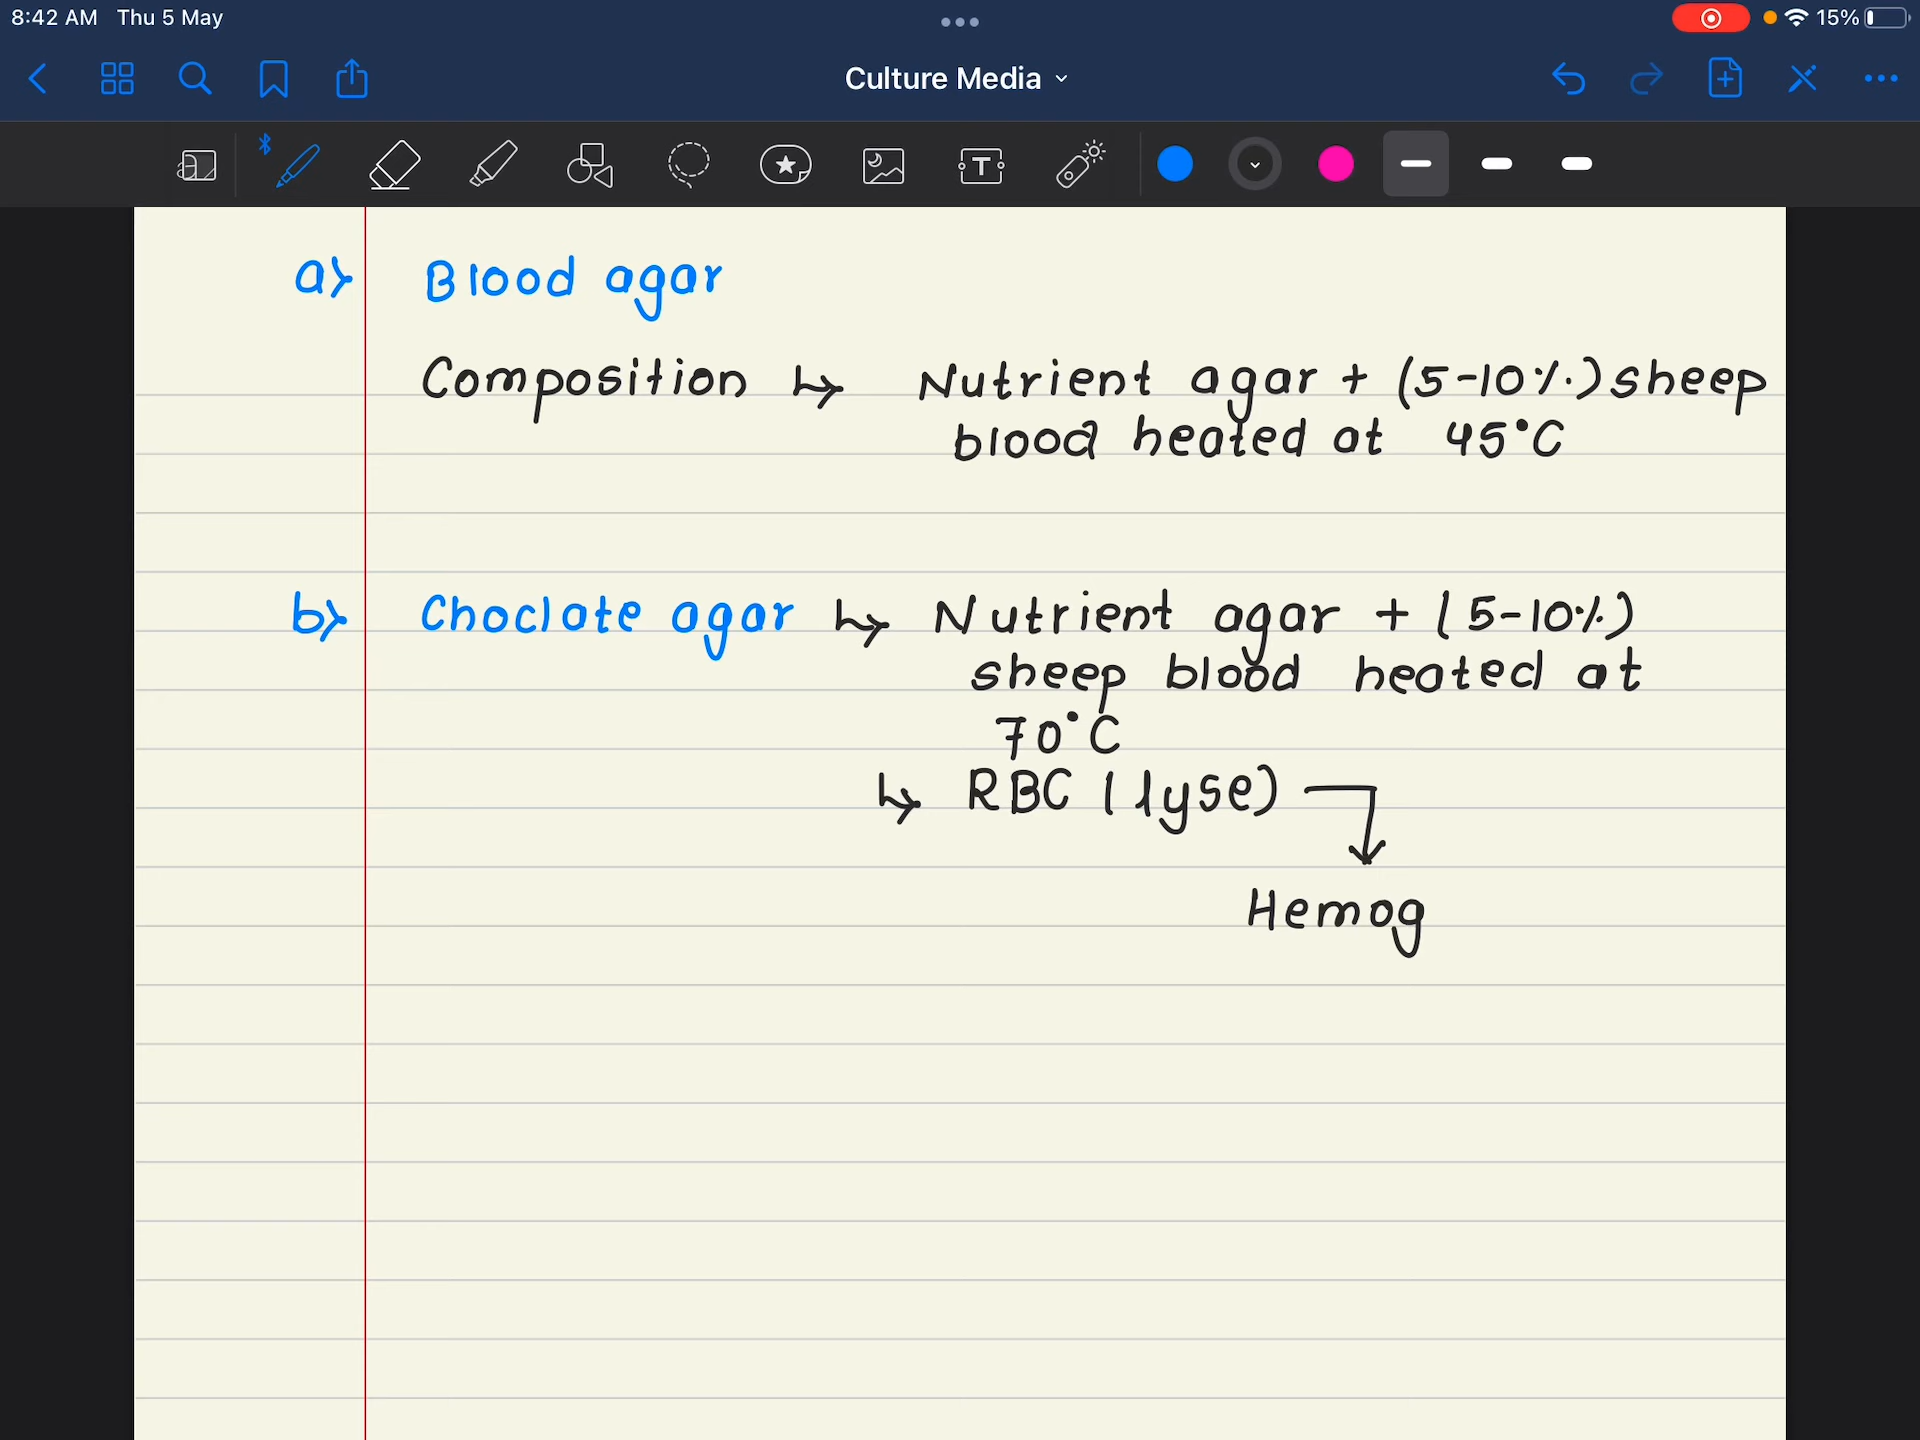 8:42 AM Thu 5 May
15%
Culture Media
T
a) Blood agar
Composition ↳ Nutrient agar + (5-10%) sheep
blood heated at 45°C
b) Choclate agar ↳ Nutrient agar + (5-10%)
sheep blood heated at
70°C
↳ RBC (lyse)
Hemog